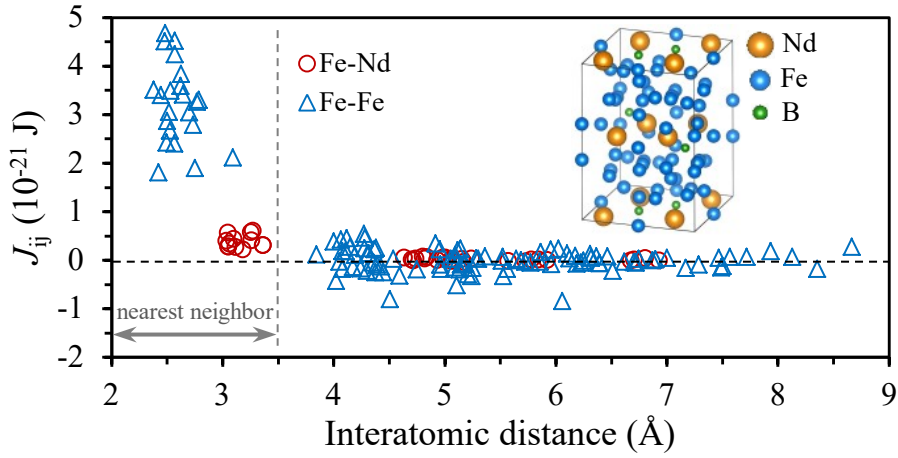 5
4
3
2
1
0
-1
-2
J_ij (10^-21 J)
Fe-Nd
Fe-Fe
Nd
Fe
B
nearest neighbor
2 3 4 5 6 7 8 9
Interatomic distance (Å)